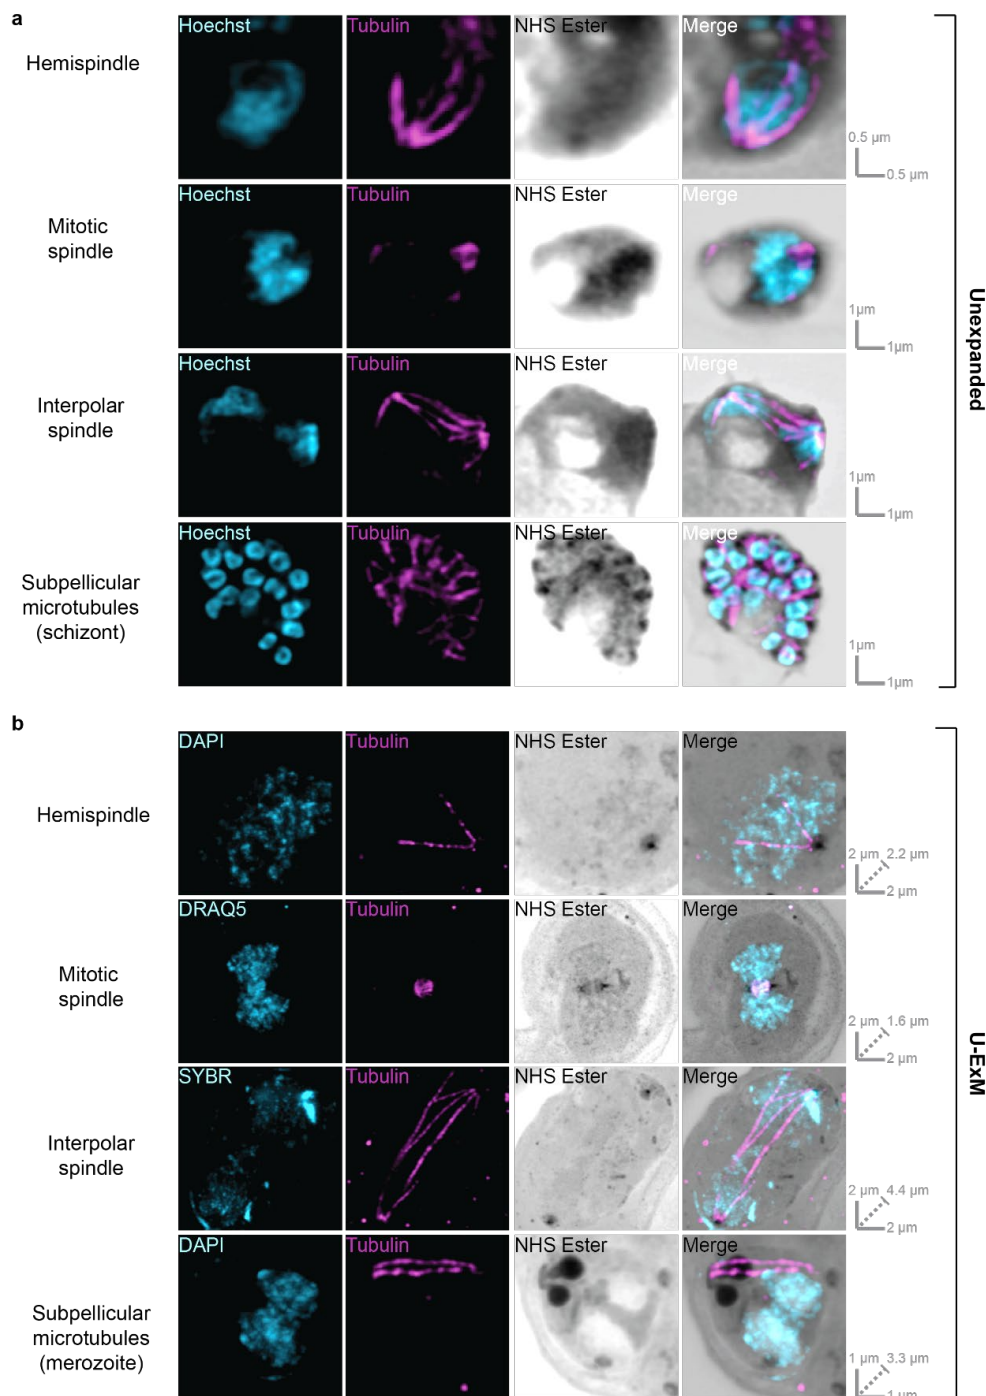 a
Hoechst Tubulin NHS Ester Merge
Hemispindle
0.5 µm
0.5 µm
Hoechst Tubulin NHS Ester Merge
Mitotic
spindle
1µm
1µm
Hoechst Tubulin NHS Ester Merge
Interpolar
spindle
1µm
1µm
Hoechst Tubulin NHS Ester Merge
Subpellicular
microtubules
(schizont)
1µm
1µm
Unexpanded
b
DAPI Tubulin NHS Ester Merge
Hemispindle
2 µm 2.2 µm
2 µm
DRAQ5 Tubulin NHS Ester Merge
Mitotic
spindle
2 µm 1.6 µm
2 µm
SYBR Tubulin NHS Ester Merge
Interpolar
spindle
2 µm 4.4 µm
2 µm
DAPI Tubulin NHS Ester Merge
Subpellicular
microtubules
(merozoite)
1 µm 3.3 µm
1 µm
U-ExM